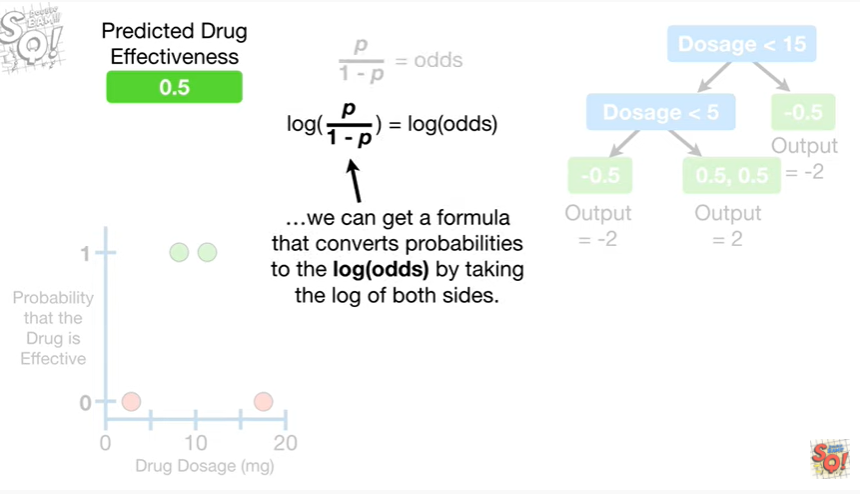 SQ!
Predicted Drug
Effectiveness
0.5
p
1 - p
= odds
log(p
1 - p) = log(odds)
…we can get a formula
that converts probabilities
to the log(odds) by taking
the log of both sides.
Dosage < 15
Dosage < 5
-0.5
Output
= -2
-0.5
0.5, 0.5
Output
= -2
Output
= 2
Probability
that the
Drug is
Effective
1
0
0
10
20
Drug Dosage (mg)
SQ!